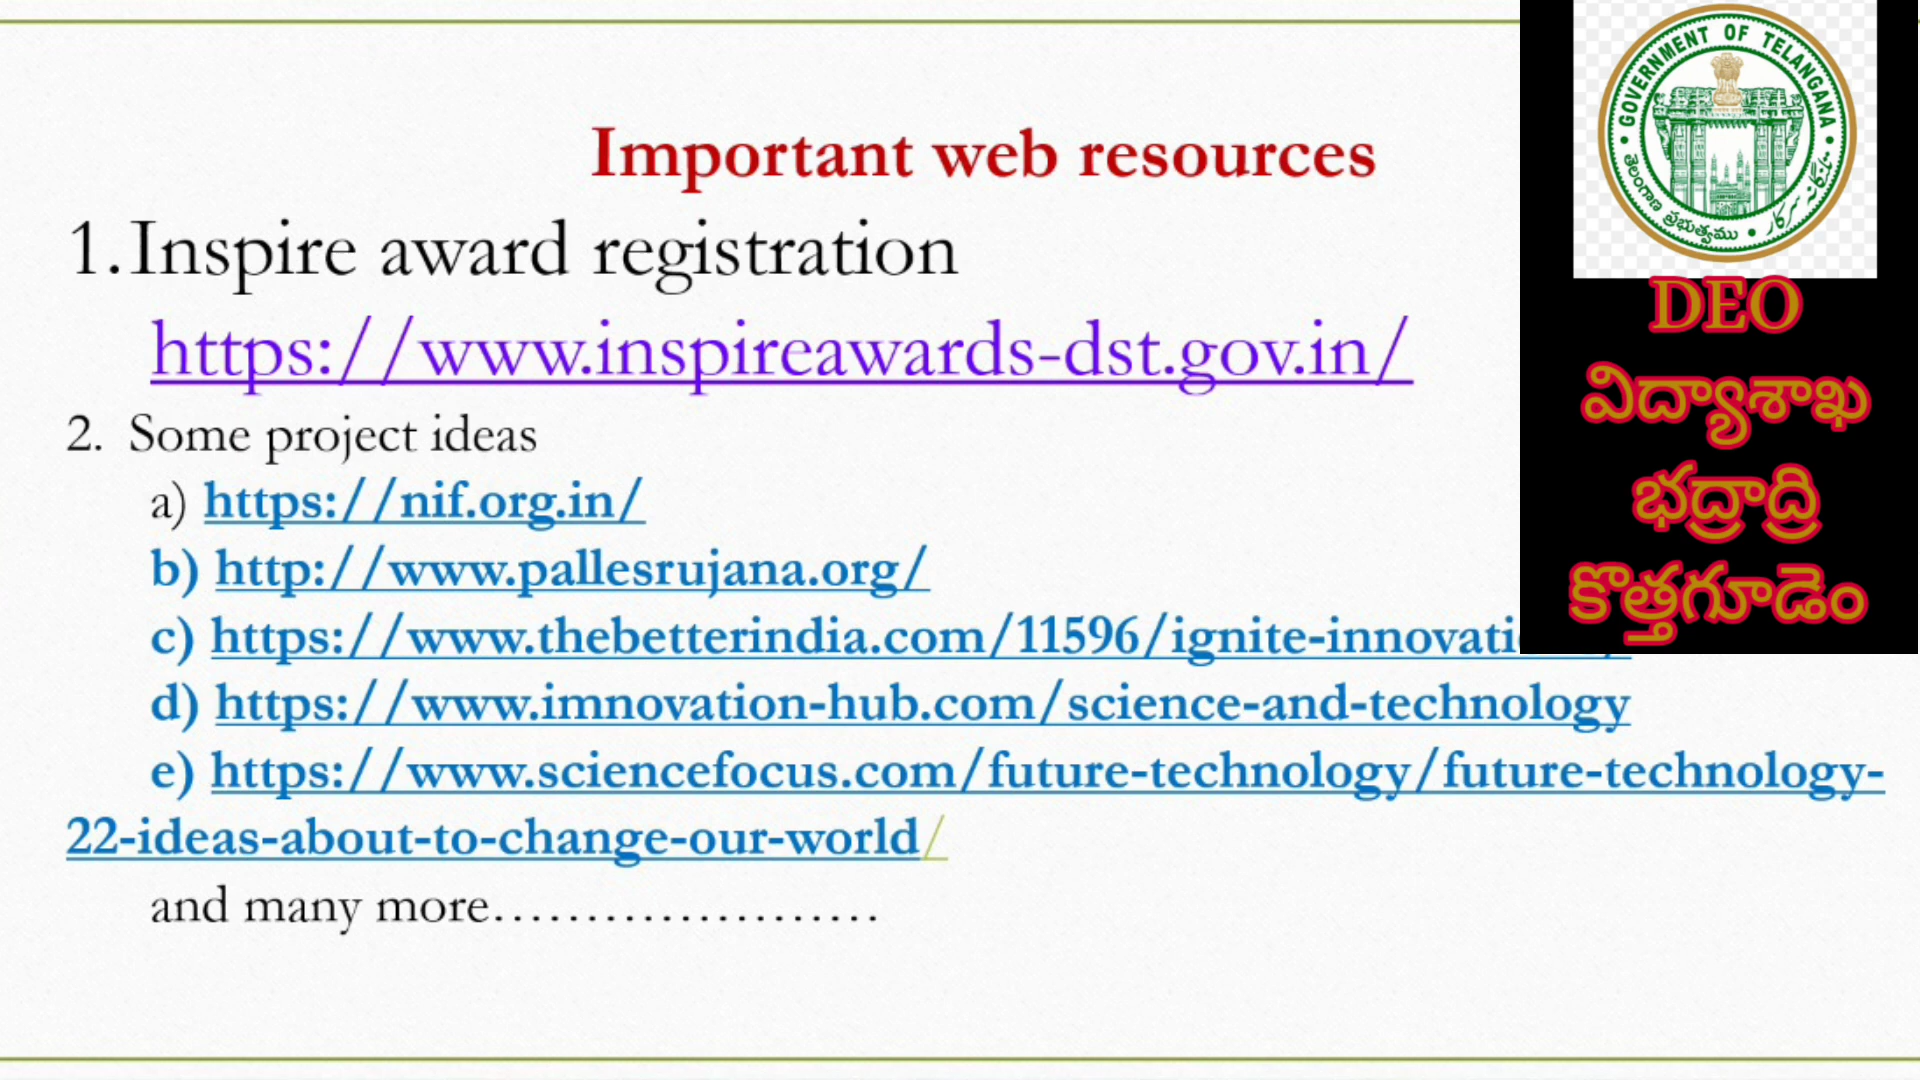 Important web resources
1. Inspire award registration
https://www.inspireawards-dst.gov.in/
2. Some project ideas
a) https://nif.org.in/
b) http://www.pallesrujana.org/
c) https://www.thebetterindia.com/11596/ignite-innovati
d) https://www.imnovation-hub.com/science-and-technology
e) https://www.sciencefocus.com/future-technology/future-technology-
22-ideas-about-to-change-our-world/
and many more.....................
GOVERNMENT OF TELANGANA
తెలంగాణ ప్రభుత్వము
DEO
విద్యాశాఖ
భద్రాద్రి
కొత్తగూడెం